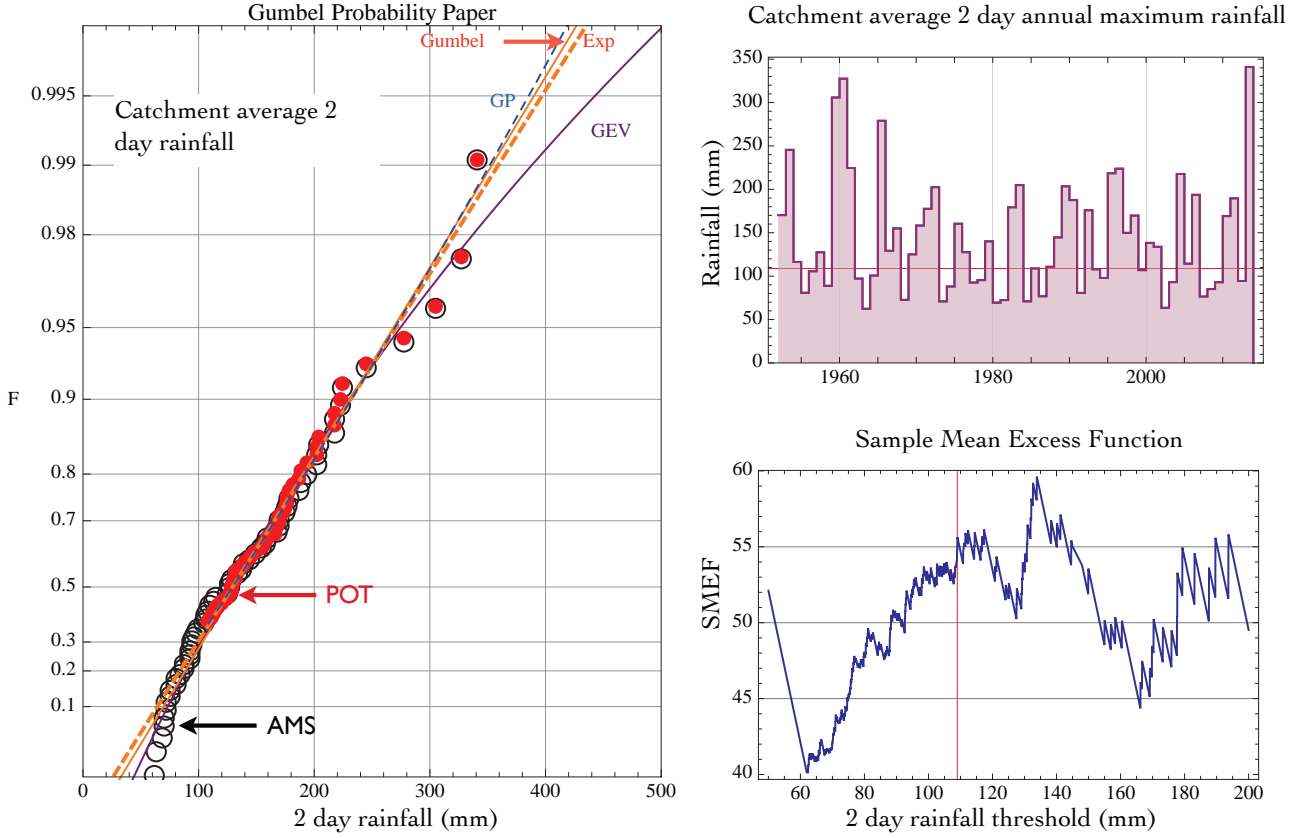 Gumbel Probability Paper
Gumbel
Exp
GP
GEV
Catchment average 2
day rainfall
POT
AMS
F
0.995
0.99
0.98
0.95
0.9
0.8
0.7
0.5
0.3
0.2
0.1
0 100 200 300 400 500
2 day rainfall (mm)
Catchment average 2 day annual maximum rainfall
Rainfall (mm)
350
300
250
200
150
100
50
0
1960 1980 2000
Sample Mean Excess Function
SMEF
60
55
50
45
40
60 80 100 120 140 160 180 200
2 day rainfall threshold (mm)